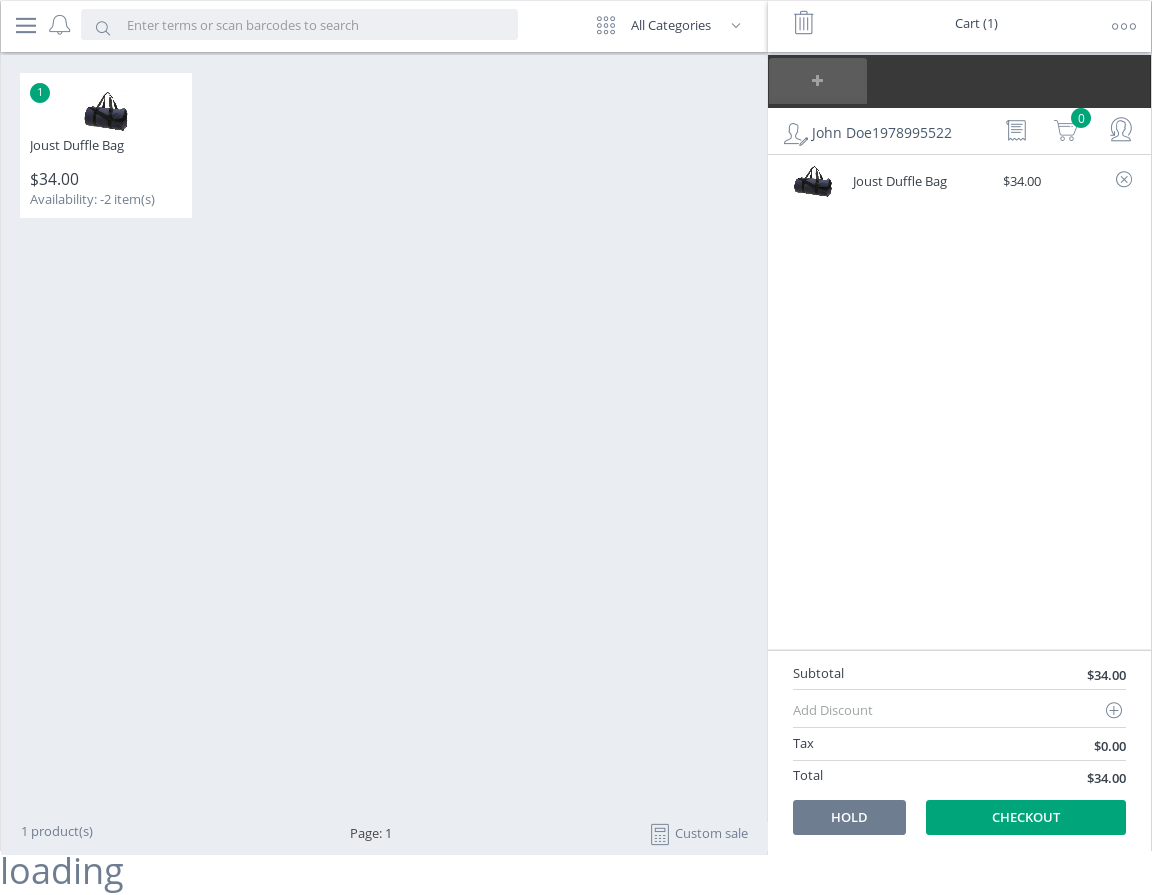 Enter terms or scan barcodes to search
All Categories
Cart (1)
+
1
Joust Duffle Bag
$34.00
Availability: -2 item(s)
John Doe1978995522
0
Joust Duffle Bag $34.00
Subtotal $34.00
Add Discount
Tax $0.00
Total $34.00
HOLD CHECKOUT
1 product(s) Page: 1 Custom sale
loading